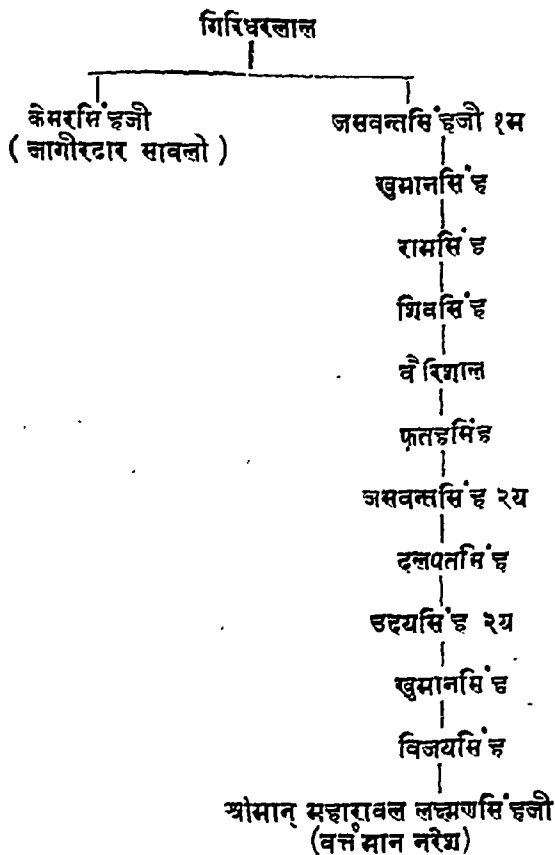 गिरिधरलाल
केसरसिंहजी जसवन्तसिंहजी १म
(जागीरदार सावलो)
खुमानसिंह
रामसिंह
शिवसिंह
वैरिशाल
फ़तहसिंह
जसवन्तसिंह २य
दलपतसिंह
उदयसिंह २य
खुमानसिंह
विजयसिंह
श्रीमान् महारावल लक्ष्मणसिंहजी
(वर्त्तमान नरेश)